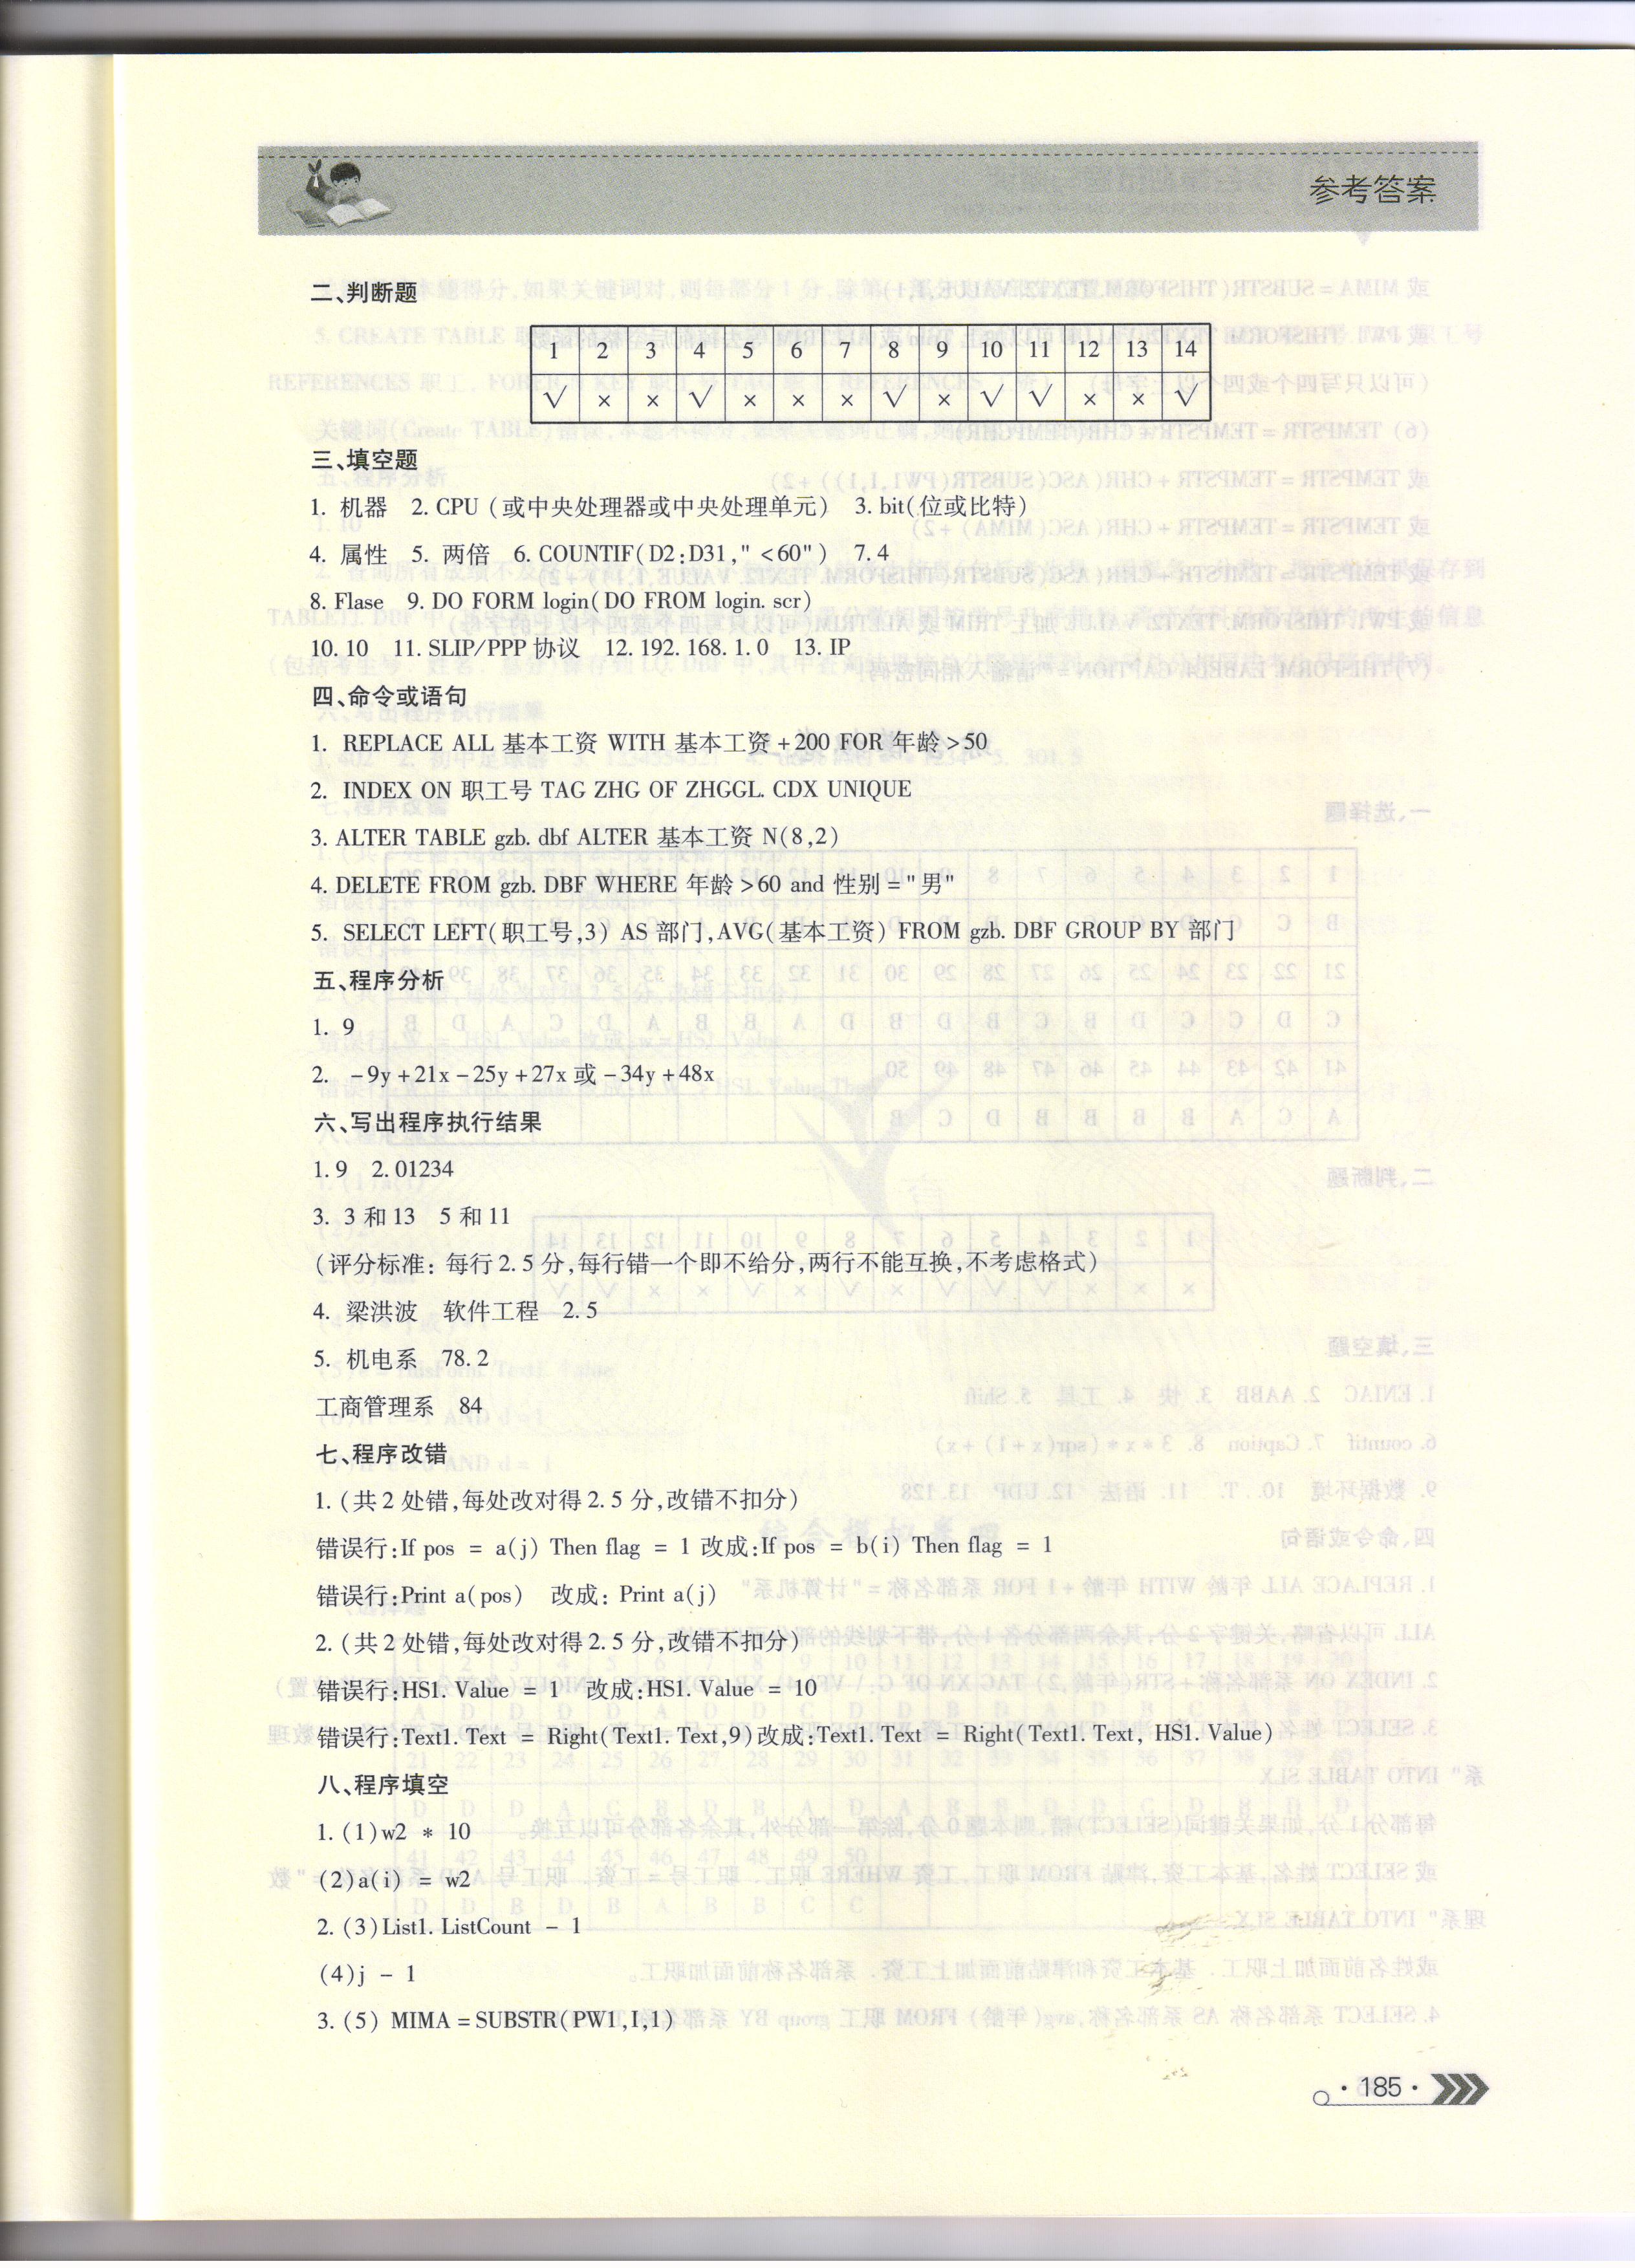 参考答案
二、判断题
1 2 3 4 5 6 7 8 9 10 11 12 13 14
√ × × √ × × × √ × √ √ × × √
三、填空题
1. 机器 2. CPU (或中央处理器或中央处理单元) 3. bit(位或比特)
4. 属性 5. 两倍 6. COUNTIF(D2:D31,"<60") 7. 4
8. Flase 9. DO FORM login(DO FROM login. scr)
10. 10 11. SLIP/PPP 协议 12. 192. 168. 1. 0 13. IP
四、命令或语句
1. REPLACE ALL 基本工资 WITH 基本工资+200 FOR 年龄>50
2. INDEX ON 职工号 TAG ZHG OF ZHGGL. CDX UNIQUE
3. ALTER TABLE gzb. dbf ALTER 基本工资 N(8,2)
4. DELETE FROM gzb. DBF WHERE 年龄>60 and 性别="男"
5. SELECT LEFT(职工号,3) AS 部门,AVG(基本工资) FROM gzb. DBF GROUP BY 部门
五、程序分析
1. 9
2. -9y+21x-25y+27x 或-34y+48x
六、写出程序执行结果
1. 9 2. 01234
3. 3 和 13 5 和 11
(评分标准: 每行 2. 5 分,每行错一个即不给分,两行不能互换,不考虑格式)
4. 梁洪波 软件工程 2. 5
5. 机电系 78. 2
工商管理系 84
七、程序改错
1. (共 2 处错,每处改对得 2. 5 分,改错不扣分)
错误行:If pos = a(j) Then flag = 1 改成:If pos = b(i) Then flag = 1
错误行:Print a(pos) 改成: Print a(j)
2. (共 2 处错,每处改对得 2. 5 分,改错不扣分)
错误行:HS1. Value = 1 改成:HS1. Value = 10
错误行:Text1. Text = Right(Text1. Text,9)改成:Text1. Text = Right(Text1. Text, HS1. Value)
八、程序填空
1. (1)w2 * 10
(2)a(i) = w2
2. (3)List1. ListCount - 1
(4)j - 1
3. (5) MIMA=SUBSTR(PW1,I,1)
·185·